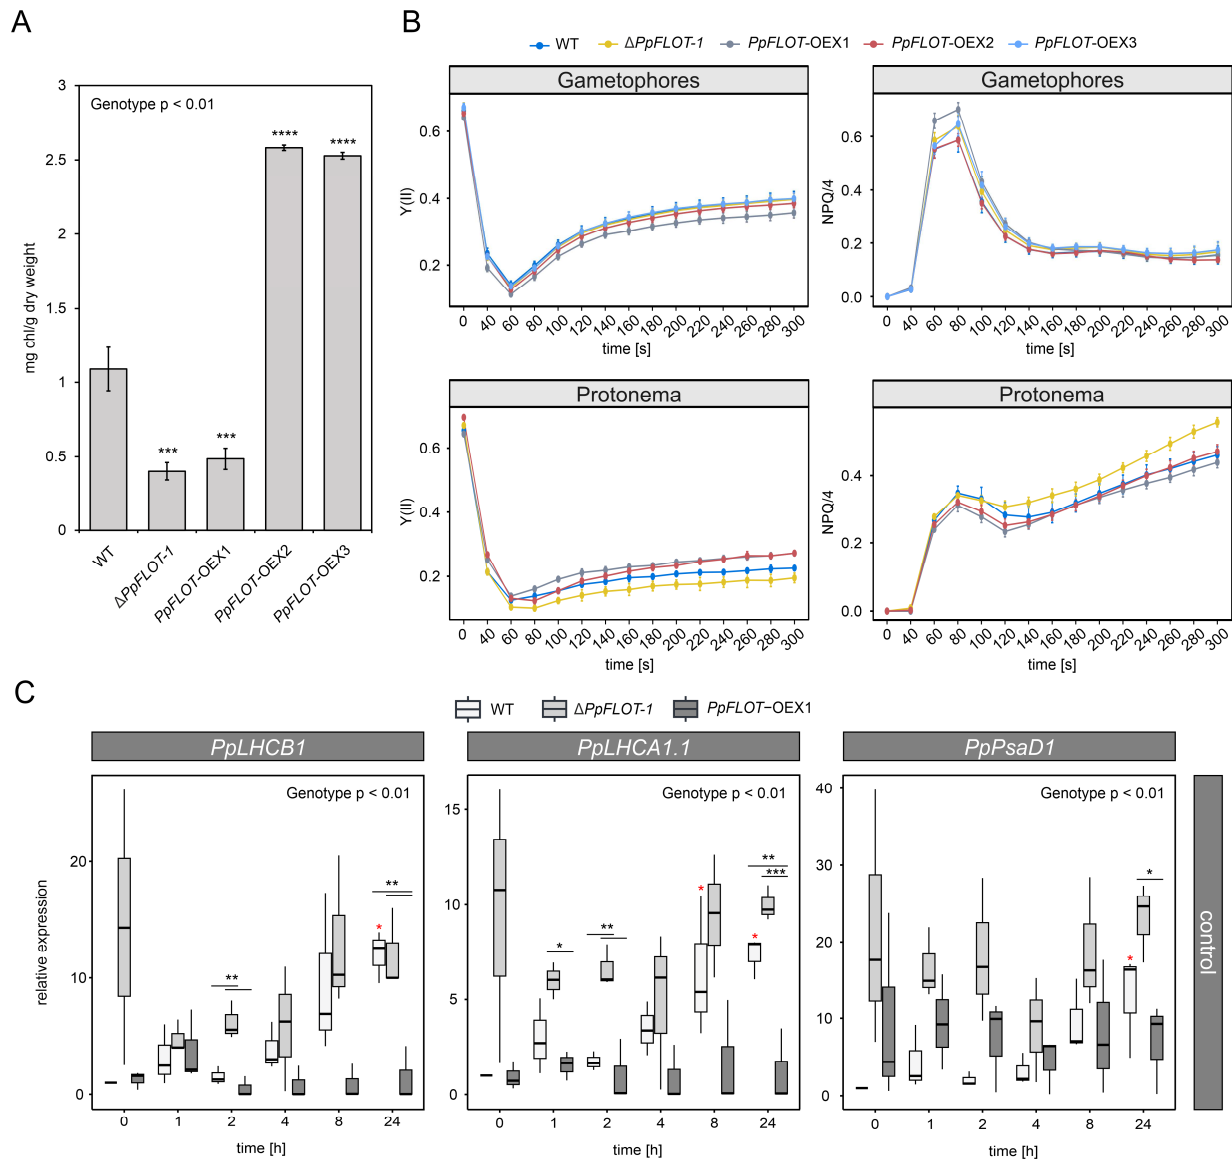 A
Genotype p < 0.01
mg chl/g dry weight
3
2.5
2
1.5
1
0.5
0
****
****
***
***
WT
ΔPpFLOT-1
PpFLOT-OEX1
PpFLOT-OEX2
PpFLOT-OEX3
B
WT ΔPpFLOT-1 PpFLOT-OEX1 PpFLOT-OEX2 PpFLOT-OEX3
Gametophores
Y(II)
0.6
0.4
0.2
0 40 60 80 100 120 140 160 180 200 220 240 260 280 300
time [s]
Gametophores
NPQ/4
0.6
0.4
0.2
0.0
0 40 60 80 100 120 140 160 180 200 220 240 260 280 300
time [s]
Protonema
Y(II)
0.6
0.4
0.2
0 40 60 80 100 120 140 160 180 200 220 240 260 280 300
time [s]
Protonema
NPQ/4
0.4
0.2
0.0
0 40 60 80 100 120 140 160 180 200 220 240 260 280 300
time [s]
C
WT ΔPpFLOT-1 PpFLOT−OEX1
PpLHCB1
Genotype p < 0.01
relative expression
20
10
0
**
**
*
0 1 2 4 8 24
time [h]
PpLHCA1.1
Genotype p < 0.01
15
10
5
0
*
**
*
**
***
*
0 1 2 4 8 24
time [h]
PpPsaD1
Genotype p < 0.01
40
30
20
10
0
*
*
0 1 2 4 8 24
time [h]
control